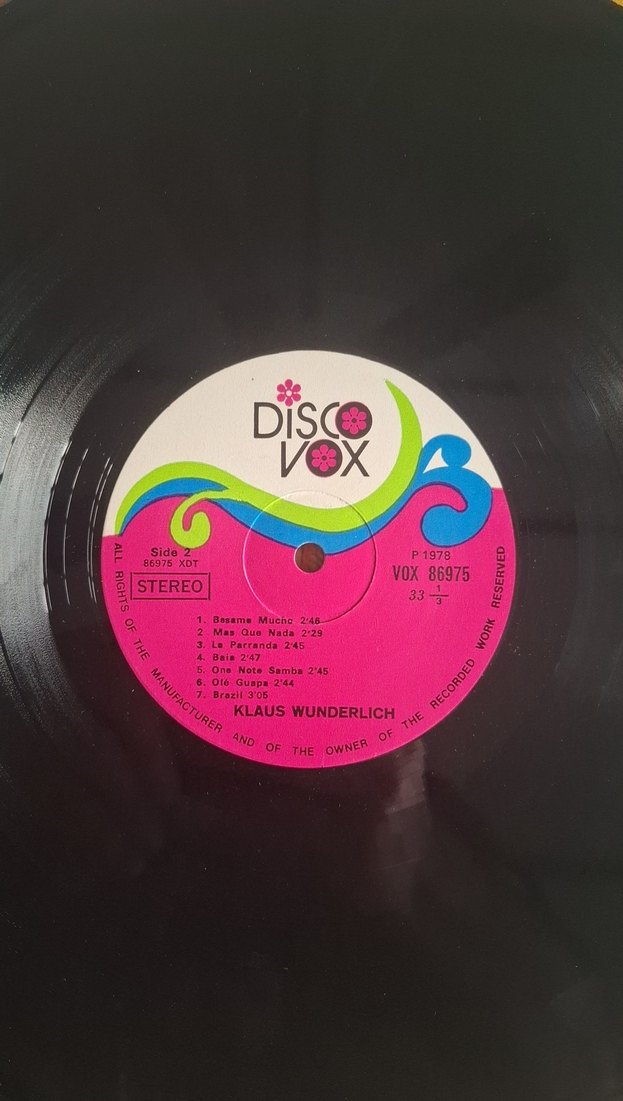 DISCO
VOX
Side 2
86975 XDT
STEREO
P 1978
VOX 86975
33 1/3
1. Besame Mucho 2'46
2. Mas Que Nada 2'29
3. La Parranda 2'45
4. Baia 2'47
5. One Note Samba 2'45
6. Olé Guapa 2'44
7. Brazil 3'05
KLAUS WUNDERLICH
ALL RIGHTS OF THE MANUFACTURER AND OF THE OWNER OF THE RECORDED WORK RESERVED